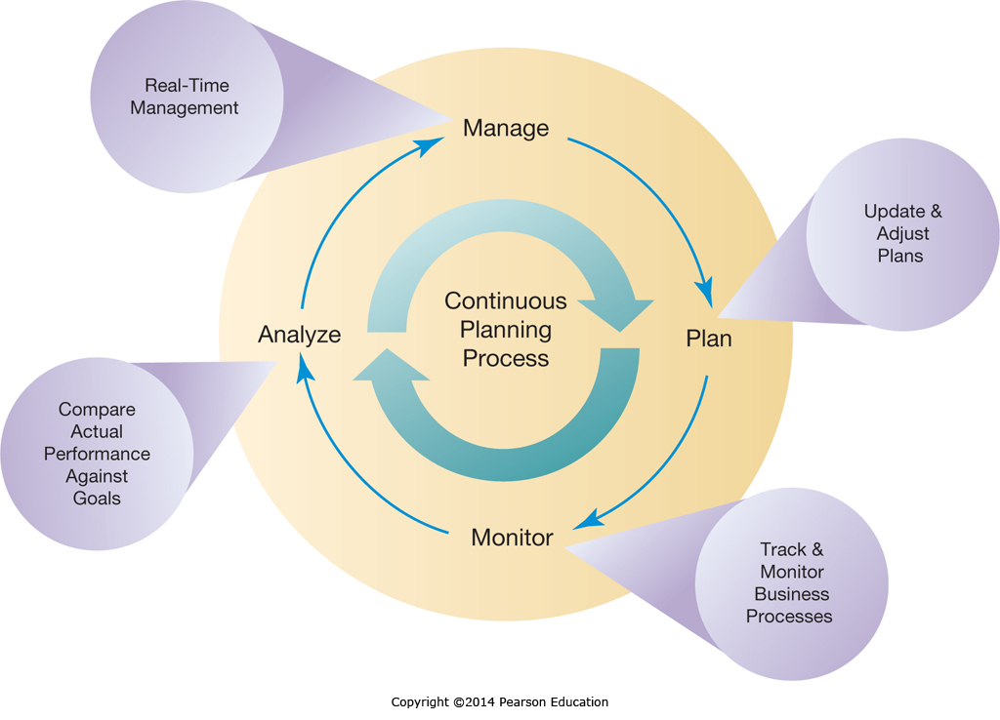 Real-Time
Management
Manage
Update &
Adjust
Plans
Continuous
Planning
Process
Analyze
Plan
Compare
Actual
Performance
Against
Goals
Monitor
Track &
Monitor
Business
Processes
Copyright ©2014 Pearson Education